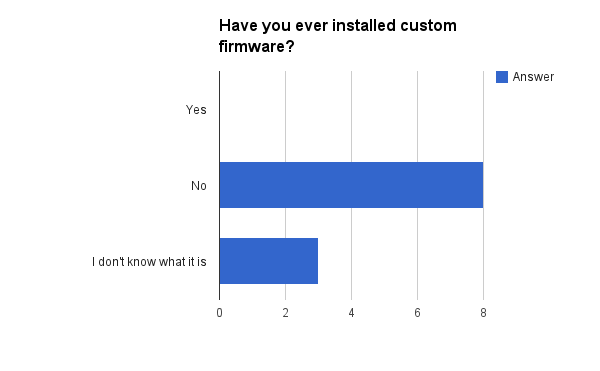 Have you ever installed custom
firmware?
Answer
Yes
No
I don't know what it is
0 2 4 6 8